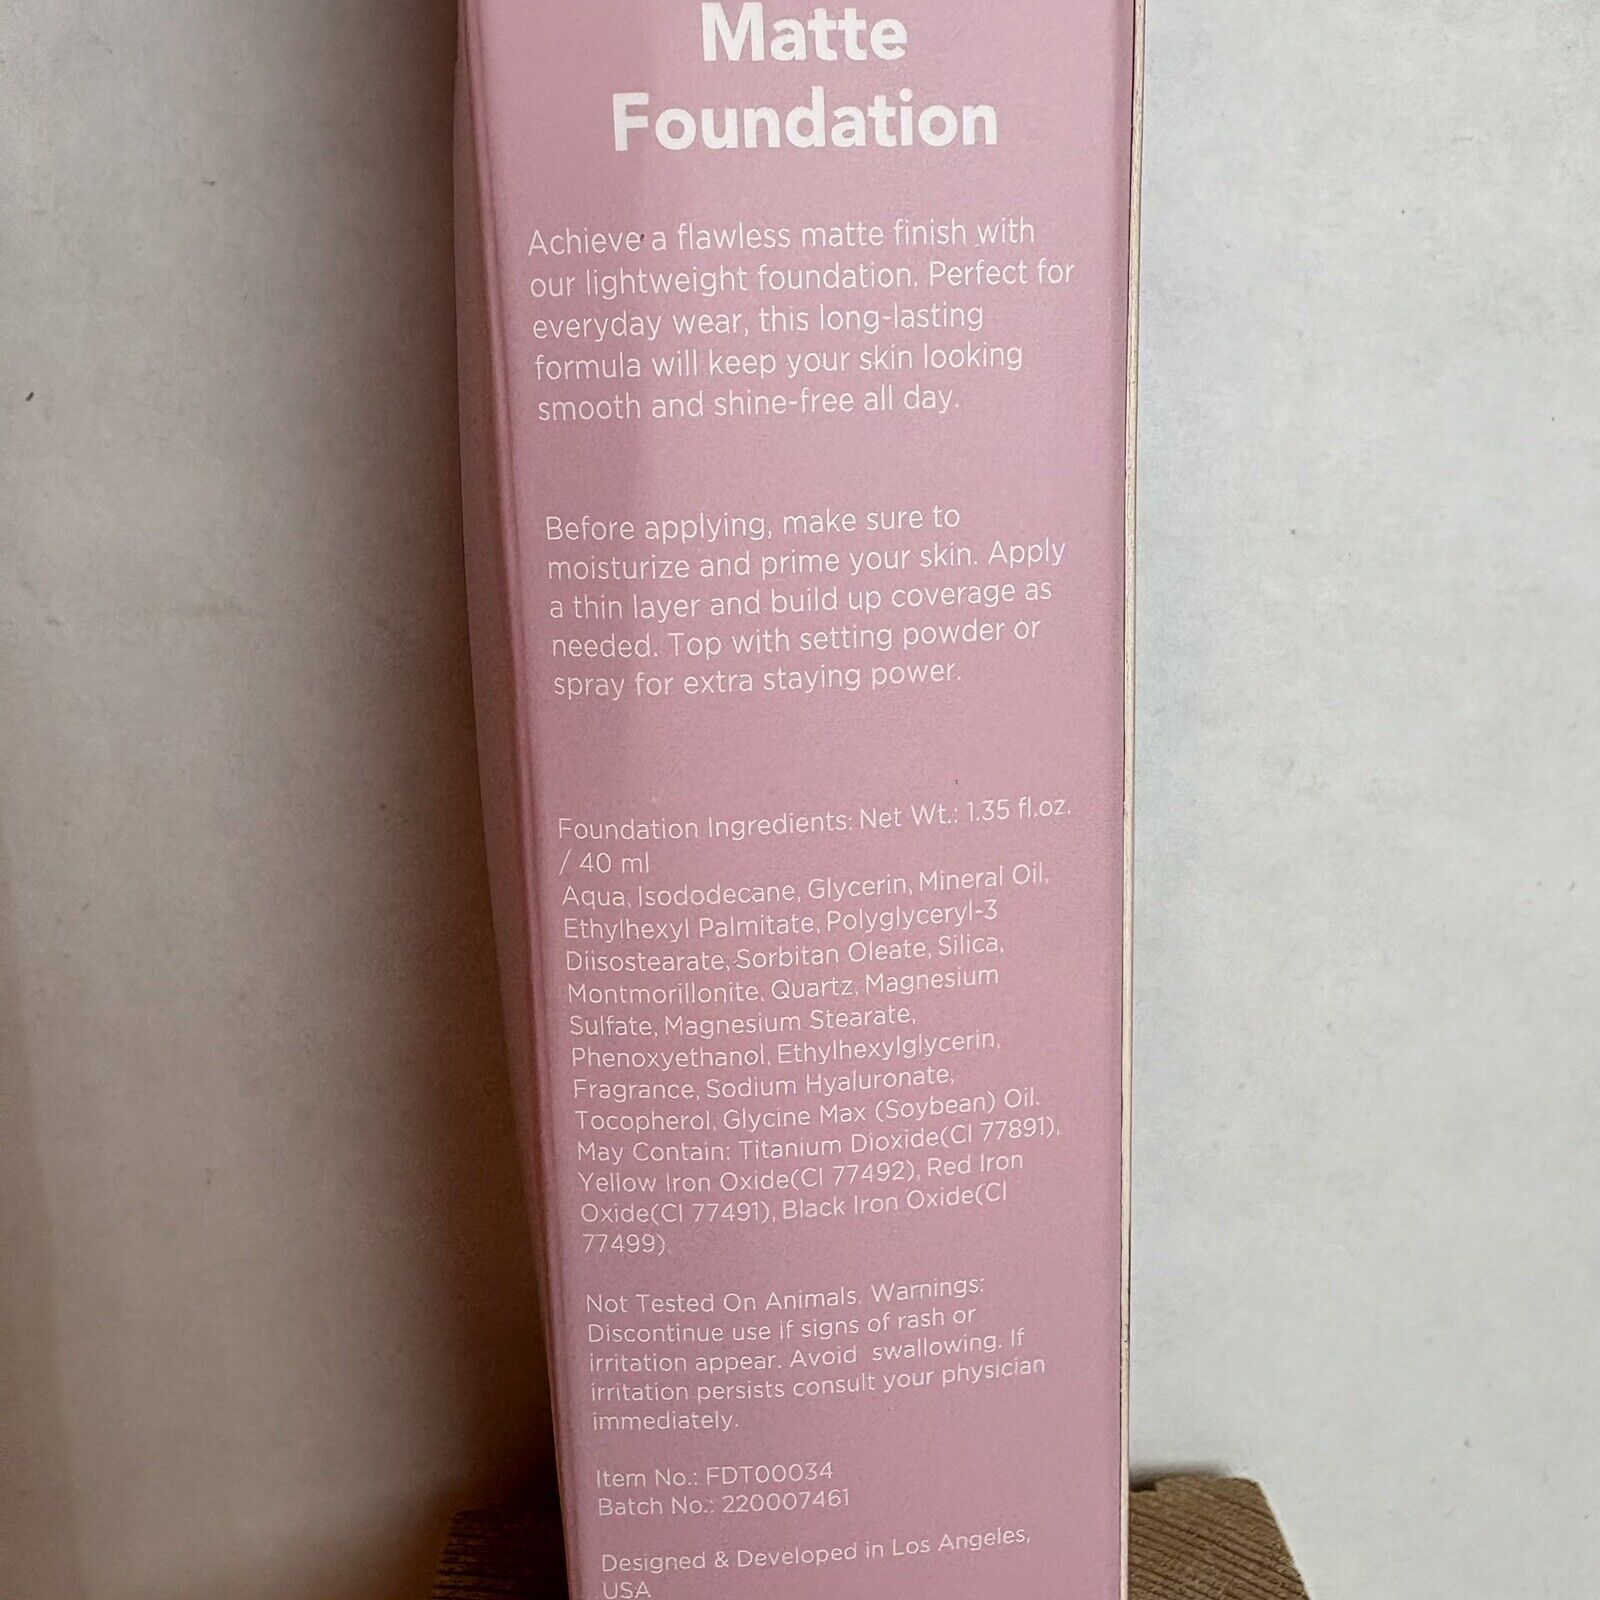 Matte
Foundation
Achieve a flawless matte finish with
our lightweight foundation. Perfect for
everyday wear, this long-lasting
formula will keep your skin looking
smooth and shine-free all day.
Before applying, make sure to
moisturize and prime your skin. Apply
a thin layer and build up coverage as
needed. Top with setting powder or
spray for extra staying power.
Foundation Ingredients: Net Wt.: 1.35 fl.oz.
/ 40 ml
Aqua, Isododecane, Glycerin, Mineral Oil,
Ethylhexyl Palmitate, Polyglyceryl-3
Diisostearate, Sorbitan Oleate, Silica,
Montmorillonite, Quartz, Magnesium
Sulfate, Magnesium Stearate,
Phenoxyethanol, Ethylhexylglycerin,
Fragrance, Sodium Hyaluronate,
Tocopherol, Glycine Max (Soybean) Oil.
May Contain: Titanium Dioxide(CI 77891),
Yellow Iron Oxide(CI 77492), Red Iron
Oxide(CI 77491), Black Iron Oxide(CI
77499).
Not Tested On Animals. Warnings:
Discontinue use if signs of rash or
irritation appear. Avoid swallowing. If
irritation persists consult your physician
immediately.
Item No.: FDT00034
Batch No.: 220007461
Designed & Developed in Los Angeles,
USA